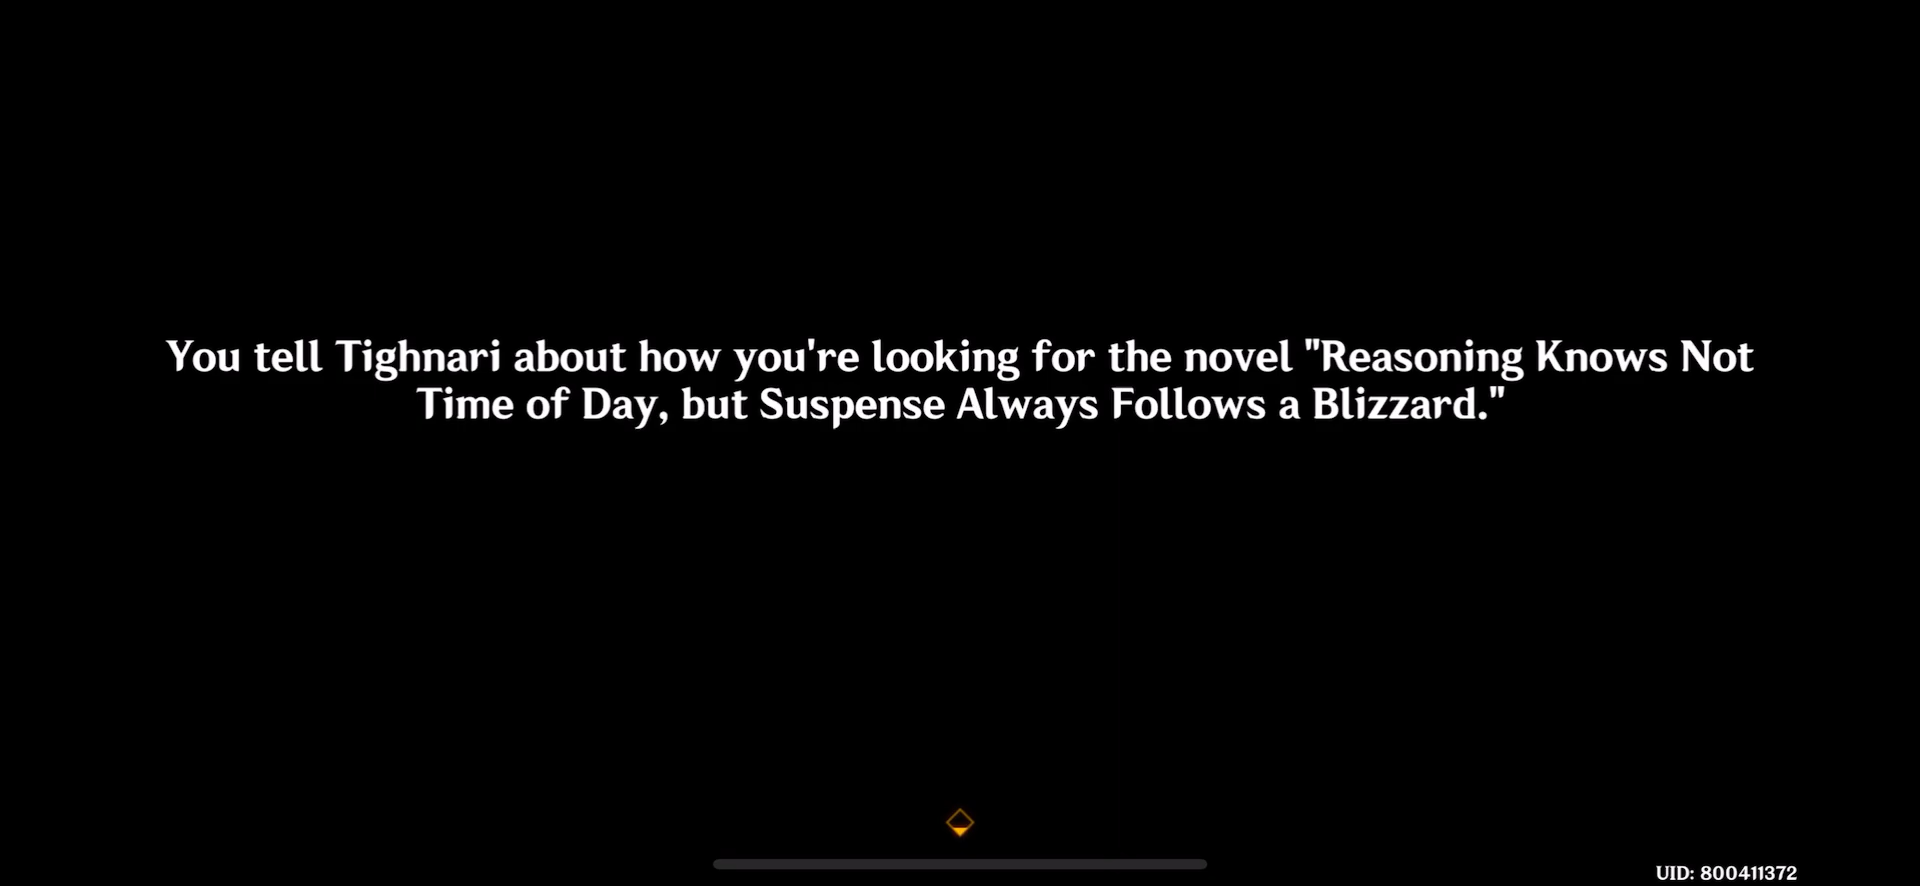 You tell Tighnari about how you're looking for the novel "Reasoning Knows Not
Time of Day, but Suspense Always Follows a Blizzard."
UID: 800411372